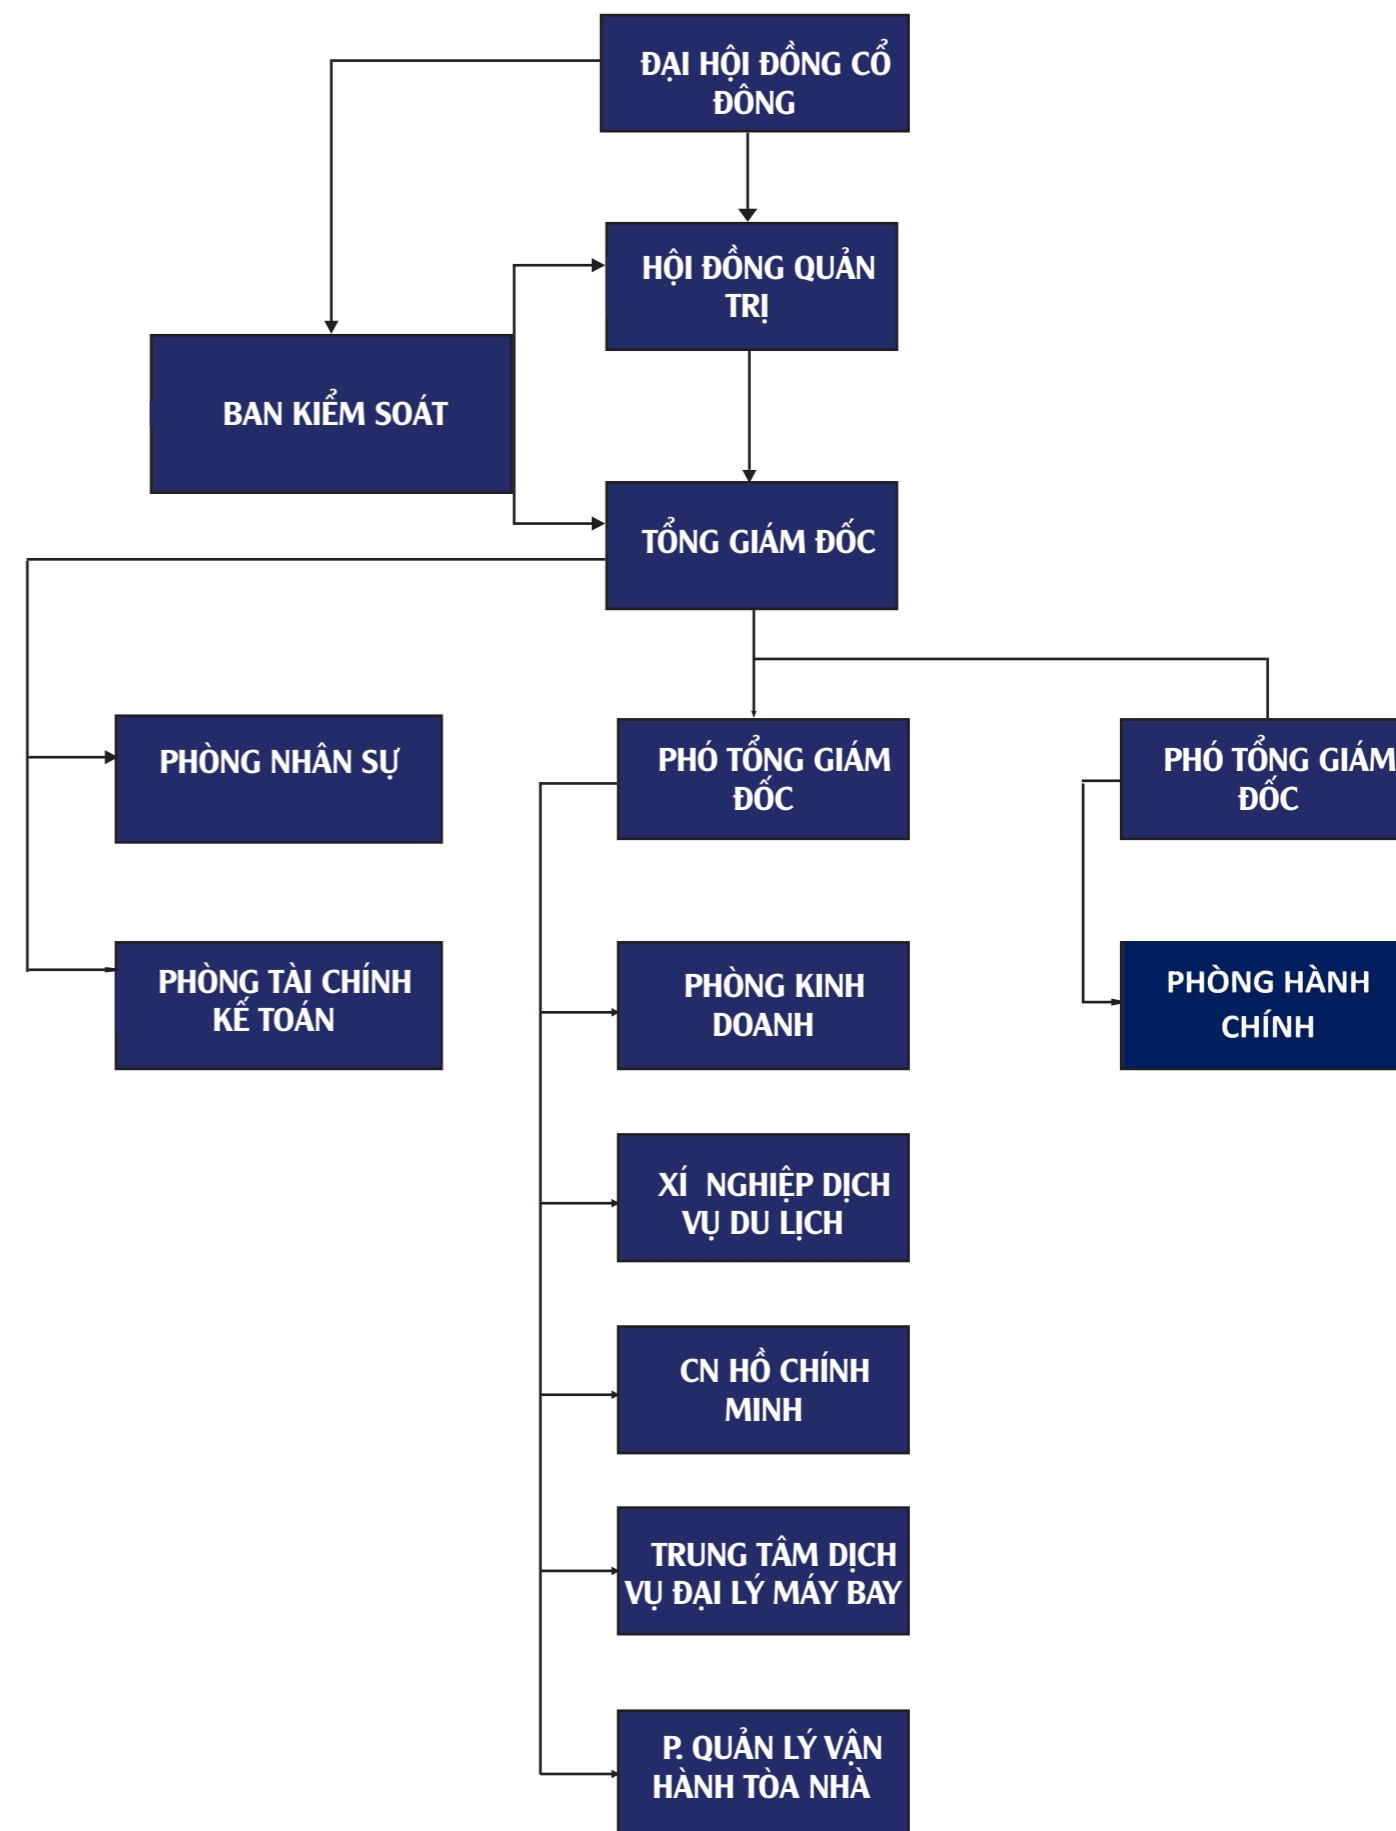 ĐẠI HỘI ĐỒNG CỔ
ĐÔNG
HỘI ĐỒNG QUẢN
TRỊ
BAN KIỂM SOÁT
TỔNG GIÁM ĐỐC
PHÒNG NHÂN SỰ
PHÓ TỔNG GIÁM
ĐỐC
PHÓ TỔNG GIÁM
ĐỐC
PHÒNG TÀI CHÍNH
KẾ TOÁN
PHÒNG KINH
DOANH
PHÒNG HÀNH
CHÍNH
XÍ NGHIỆP DỊCH
VỤ DU LỊCH
CN HỒ CHÍNH
MINH
TRUNG TÂM DỊCH
VỤ ĐẠI LÝ MÁY BAY
P. QUẢN LÝ VẬN
HÀNH TÒA NHÀ